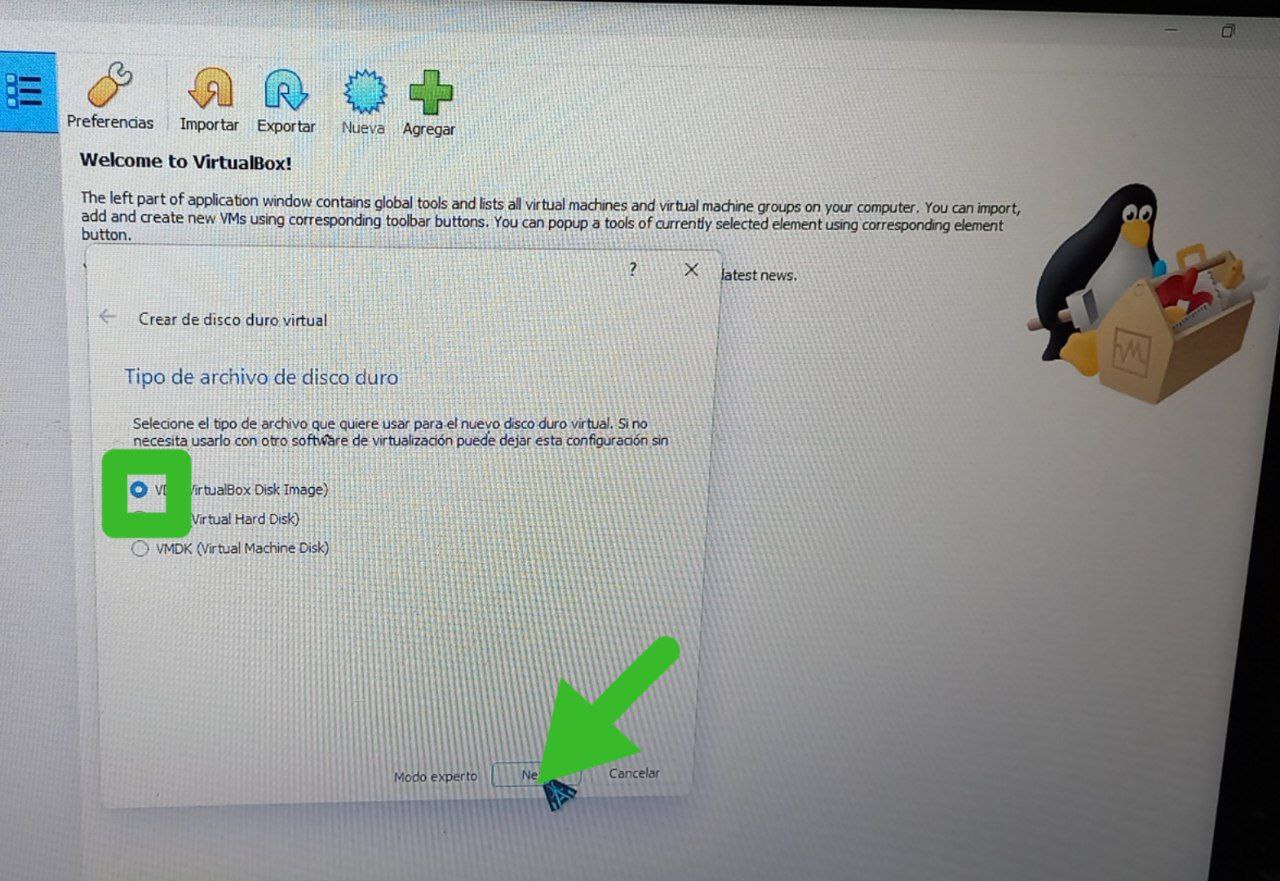 Preferencias
Importar
Exportar
Nueva
Agregar
Welcome to VirtualBox!
The left part of application window contains global tools and lists all virtual machines and virtual machine groups on your computer. You can import,
add and create new VMs using corresponding toolbar buttons. You can popup a tools of currently selected element using corresponding element
button.
? latest news.
Crear de disco duro virtual
Tipo de archivo de disco duro
Selecione el tipo de archivo que quiere usar para el nuevo disco duro virtual. Si no
necesita usarlo con otro software de virtualización puede dejar esta configuración sin
VirtualBox Disk Image)
(Virtual Hard Disk)
VMDK (Virtual Machine Disk)
Modo experto
Cancelar